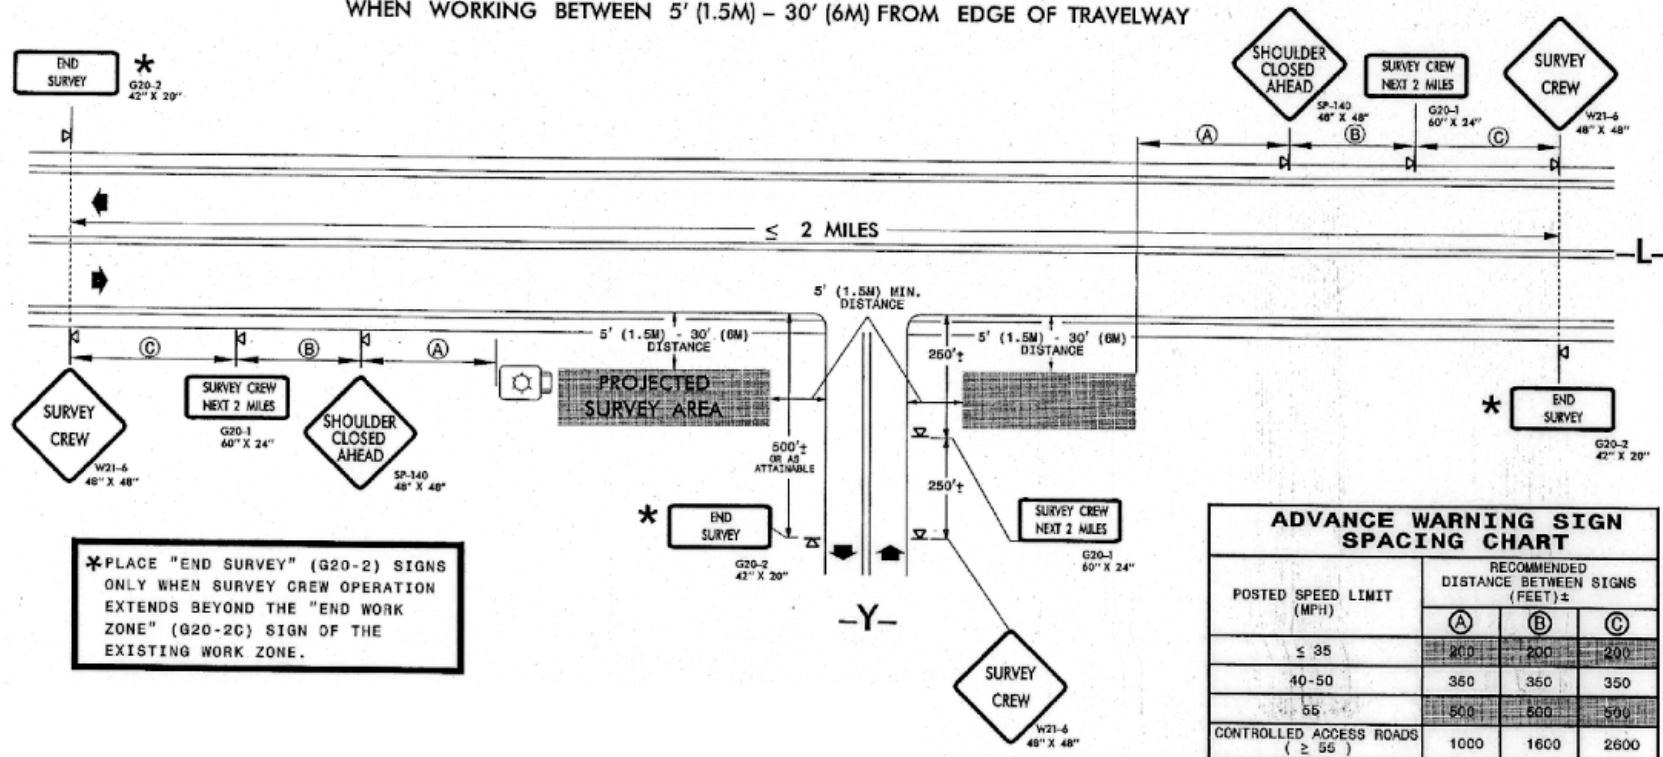 WHEN WORKING BETWEEN 5' (1.5M) – 30' (6M) FROM EDGE OF TRAVELWAY
END
SURVEY
*
G20-2
42" X 20"
SHOULDER
CLOSED
AHEAD
SP-140
48" X 48"
SURVEY CREW
NEXT 2 MILES
G20-1
60" X 24"
SURVEY
CREW
W21-6
48" X 48"
A
B
C
≤ 2 MILES
-L-
5' (1.5M) MIN.
DISTANCE
5' (1.5M) - 30' (6M)
DISTANCE
250'±
5' (1.5M) - 30' (6M)
DISTANCE
C
B
A
PROJECTED
SURVEY AREA
SURVEY
CREW
W21-6
48" X 48"
SURVEY CREW
NEXT 2 MILES
G20-1
60" X 24"
SHOULDER
CLOSED
AHEAD
SP-140
48" X 48"
500'±
OR AS
ATTAINABLE
250'±
*
END
SURVEY
G20-2
42" X 20"
*
END
SURVEY
G20-2
42" X 20"
SURVEY CREW
NEXT 2 MILES
G20-1
60" X 24"
-Y-
SURVEY
CREW
W21-6
48" X 48"
*PLACE "END SURVEY" (G20-2) SIGNS
ONLY WHEN SURVEY CREW OPERATION
EXTENDS BEYOND THE "END WORK
ZONE" (G20-2C) SIGN OF THE
EXISTING WORK ZONE.
ADVANCE WARNING SIGN
SPACING CHART
POSTED SPEED LIMIT
(MPH)
RECOMMENDED
DISTANCE BETWEEN SIGNS
(FEET)±
A B C
≤ 35 200 200 200
40-50 350 350 350
55 500 500 500
CONTROLLED ACCESS ROADS
( ≥ 55 ) 1000 1600 2600